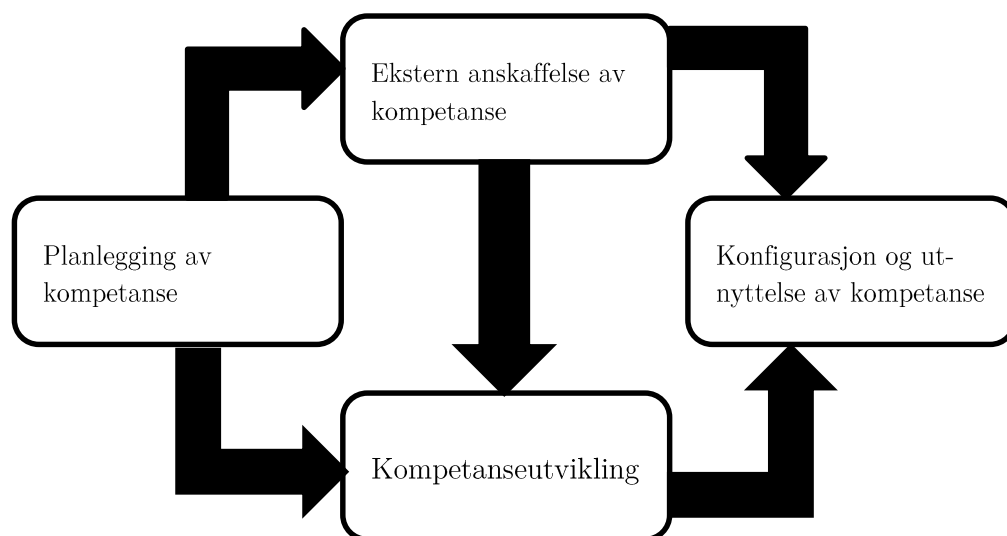 Ekstern anskaffelse av
kompetanse
Planlegging av
kompetanse
Konfigurasjon og ut-
nyttelse av kompetanse
Kompetanseutvikling